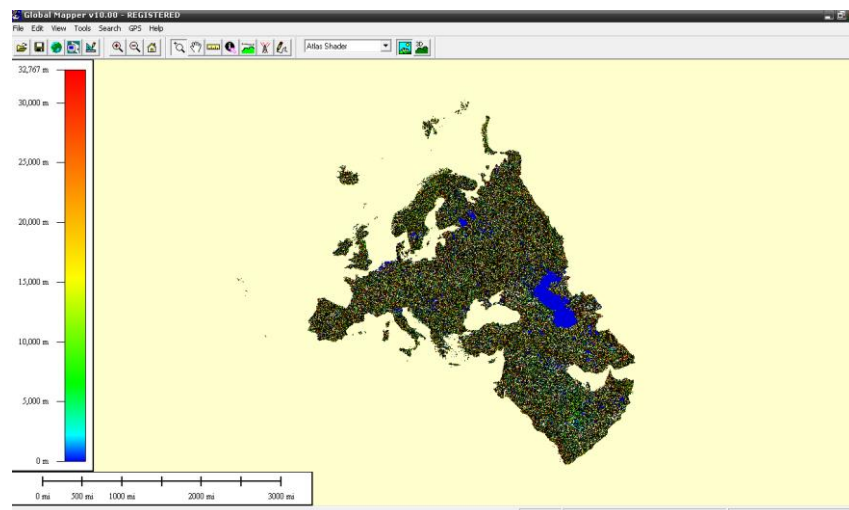 Global Mapper v10.00 - REGISTERED
File Edit View Tools Search GPS Help
Atlas Shader
3D
32,767 m
30,000 m
25,000 m
20,000 m
15,000 m
10,000 m
5,000 m
0 m
0 mi 500 mi 1000 mi 2000 mi 3000 mi